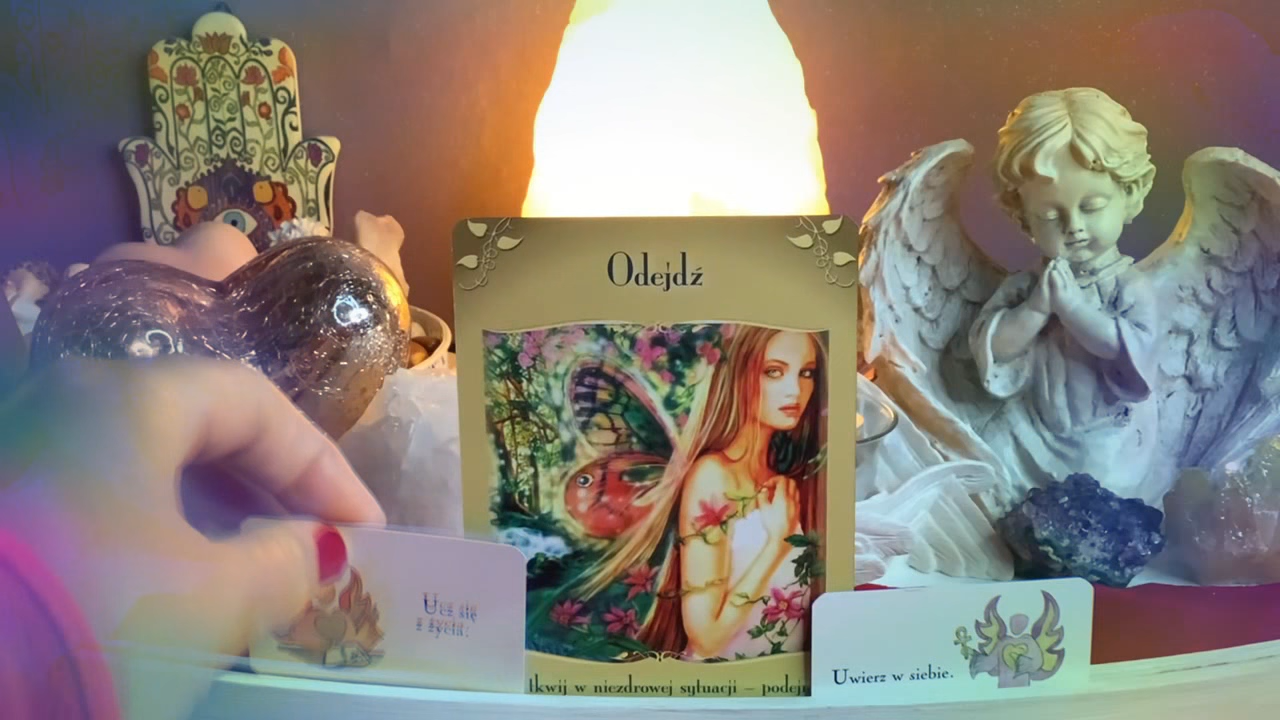 Odejdź
tkwij w niezdrowej sytuacji – podej
Ucz się
z życia.
Uwierz w siebie.